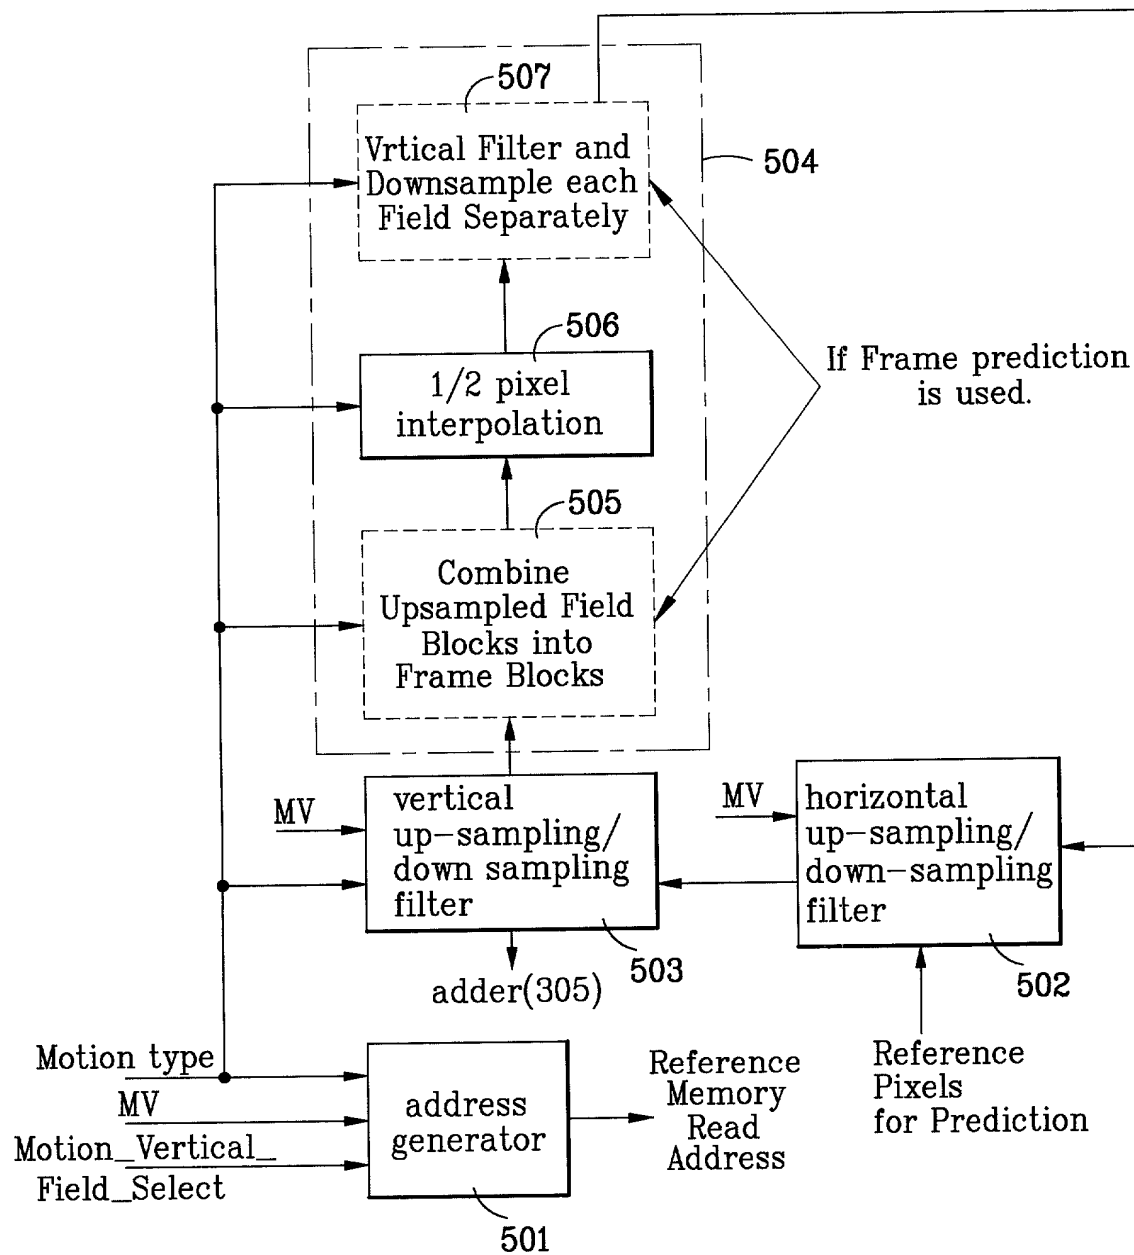 507
Vrtical Filter and
Downsample each
Field Separately
504
506
1/2 pixel
interpolation
If Frame prediction
is used.
505
Combine
Upsampled Field
Blocks into
Frame Blocks
MV
vertical
up-sampling/
down sampling
filter
503
adder(305)
MV
horizontal
up-sampling/
down-sampling
filter
502
Reference
Pixels
for Prediction
Motion type
MV
Motion_Vertical_
Field_Select
address
generator
501
Reference
Memory
Read
Address